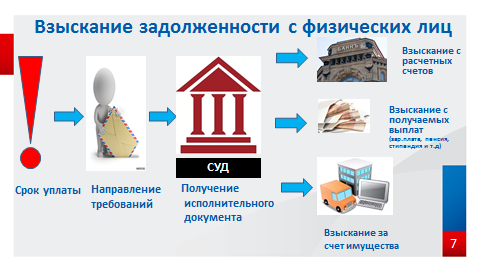 Взыскание задолженности с физических лиц
БАНКЪ
Взыскание с
расчетных
счетов
Взыскание с
получаемых
выплат
(зар.плата, пенсия,
стипендия и т.д)
СУД
Срок уплаты
Направление
требований
Получение
исполнительного
документа
Взыскание за
счет имущества
7